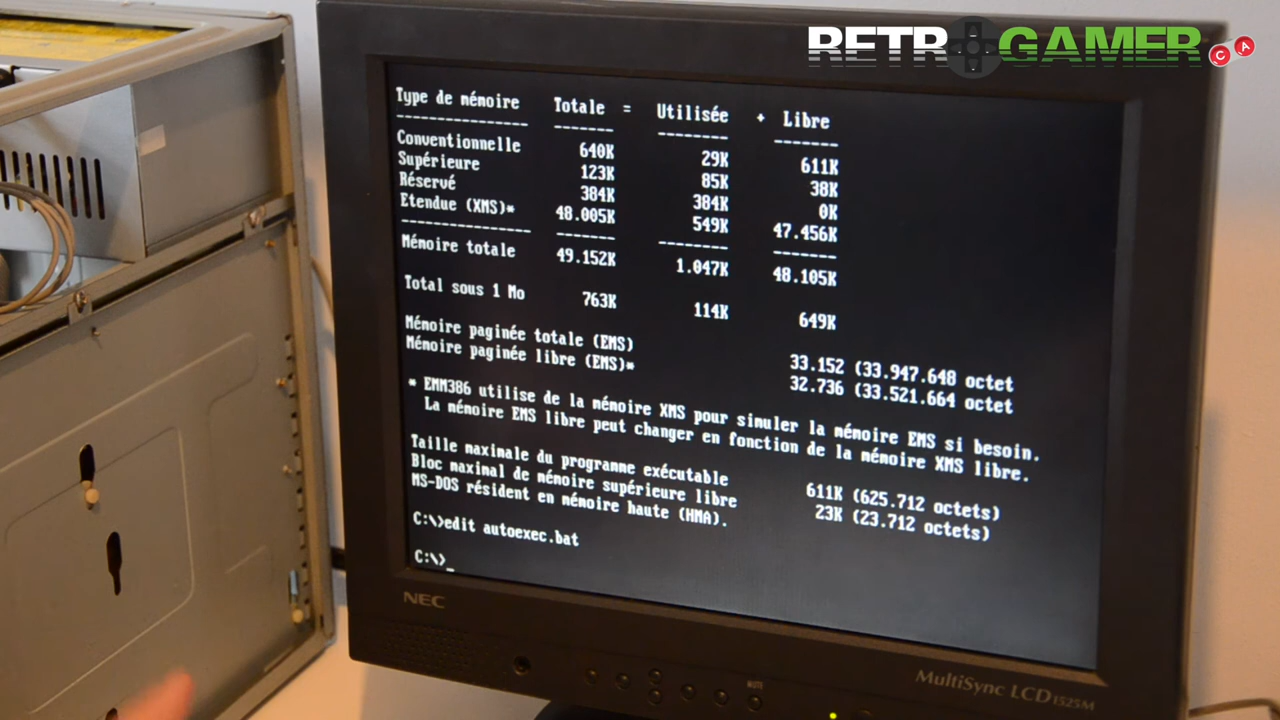 RETROGAMER CA
Type de mémoire Totale = Utilisée + Libre
--------------- ------- -------- -------
Conventionnelle 640K 29K 611K
Supérieure 123K 85K 38K
Réservé 384K 384K 0K
Etendue (XMS)* 48.005K 549K 47.456K
--------------- ------- -------- -------
Mémoire totale 49.152K 1.047K 48.105K
Total sous 1 Mo 763K 114K 649K
Mémoire paginée totale (EMS) 33.152 (33.947.648 octet
Mémoire paginée libre (EMS)* 32.736 (33.521.664 octet
* EMM386 utilise de la mémoire XMS pour simuler la mémoire EMS si besoin.
La mémoire EMS libre peut changer en fonction de la mémoire XMS libre.
Taille maximale du programme exécutable 611K (625.712 octets)
Bloc maximal de mémoire supérieure libre 23K (23.712 octets)
MS-DOS résident en mémoire haute (HMA).
C:\>edit autoexec.bat
C:\>_
NEC
MUTE
MultiSync LCD 1525M